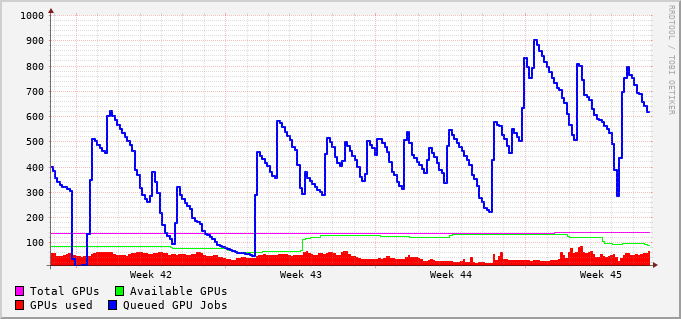 1000
900
800
700
600
500
400
300
200
100
Week 42 Week 43 Week 44 Week 45
Total GPUs Available GPUs
GPUs used Queued GPU Jobs
RRDTOOL / TOBI OETIKER